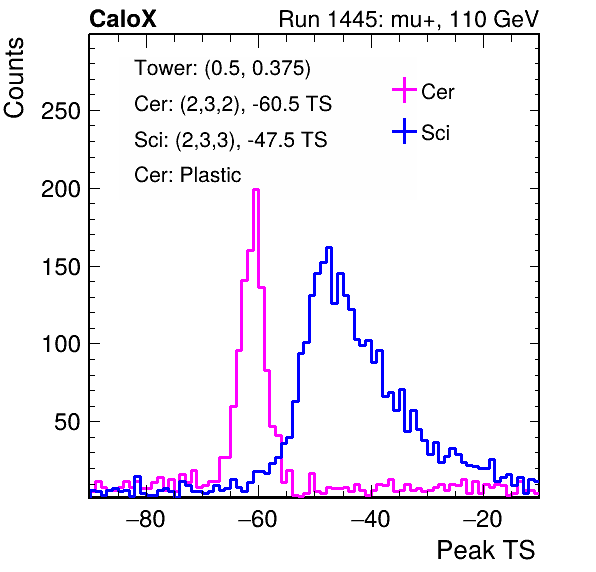 CaloX Run 1445: mu+, 110 GeV
Counts
Tower: (0.5, 0.375)
Cer: (2,3,2), -60.5 TS
Sci: (2,3,3), -47.5 TS
Cer: Plastic
Cer
Sci
250
200
150
100
50
−80 −60 −40 −20
Peak TS